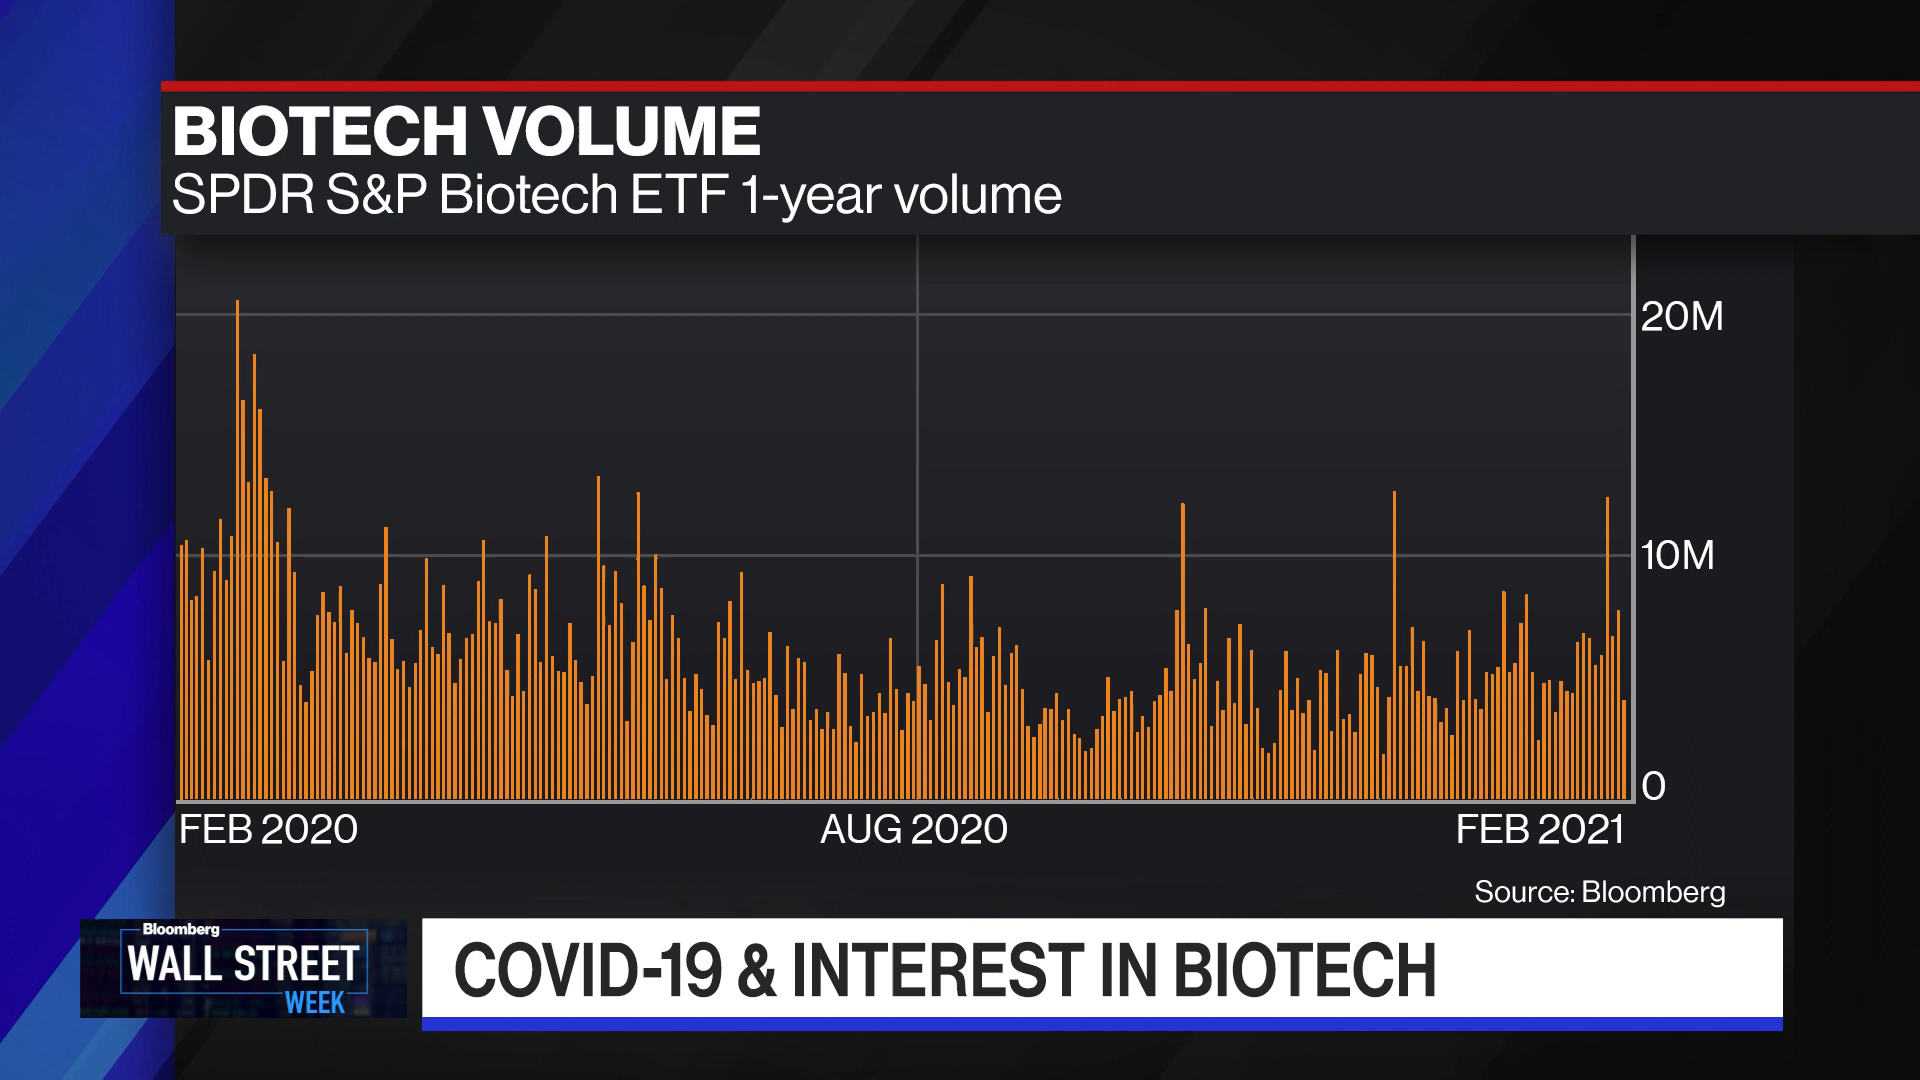 BIOTECH VOLUME
SPDR S&P Biotech ETF 1-year volume
20M
10M
0
FEB 2020
AUG 2020
FEB 2021
Source: Bloomberg
Bloomberg
WALL STREET
WEEK
COVID-19 & INTEREST IN BIOTECH